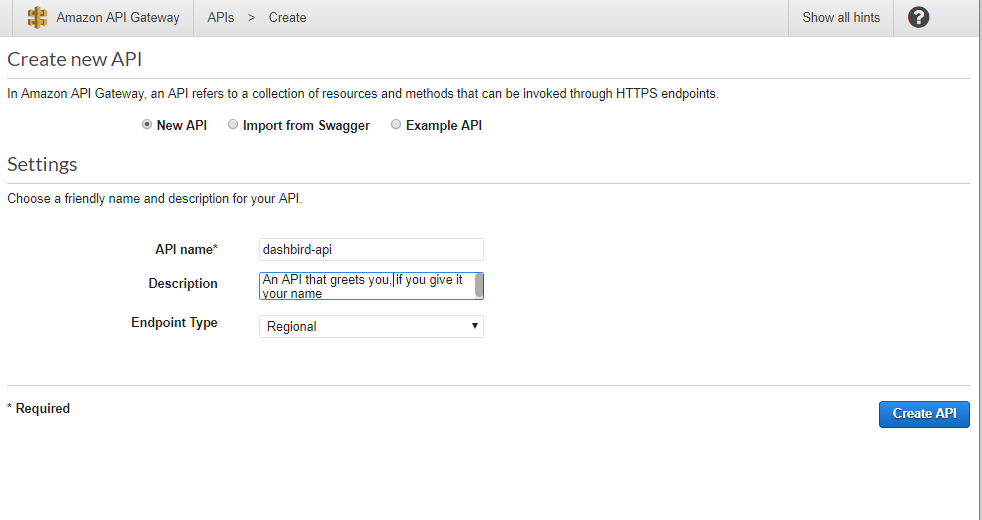 Amazon API Gateway APIs > Create Show all hints ?
Create new API
In Amazon API Gateway, an API refers to a collection of resources and methods that can be invoked through HTTPS endpoints.
New API Import from Swagger Example API
Settings
Choose a friendly name and description for your API.
API name* dashbird-api
Description An API that greets you, if you give it
your name
Endpoint Type Regional
* Required Create API